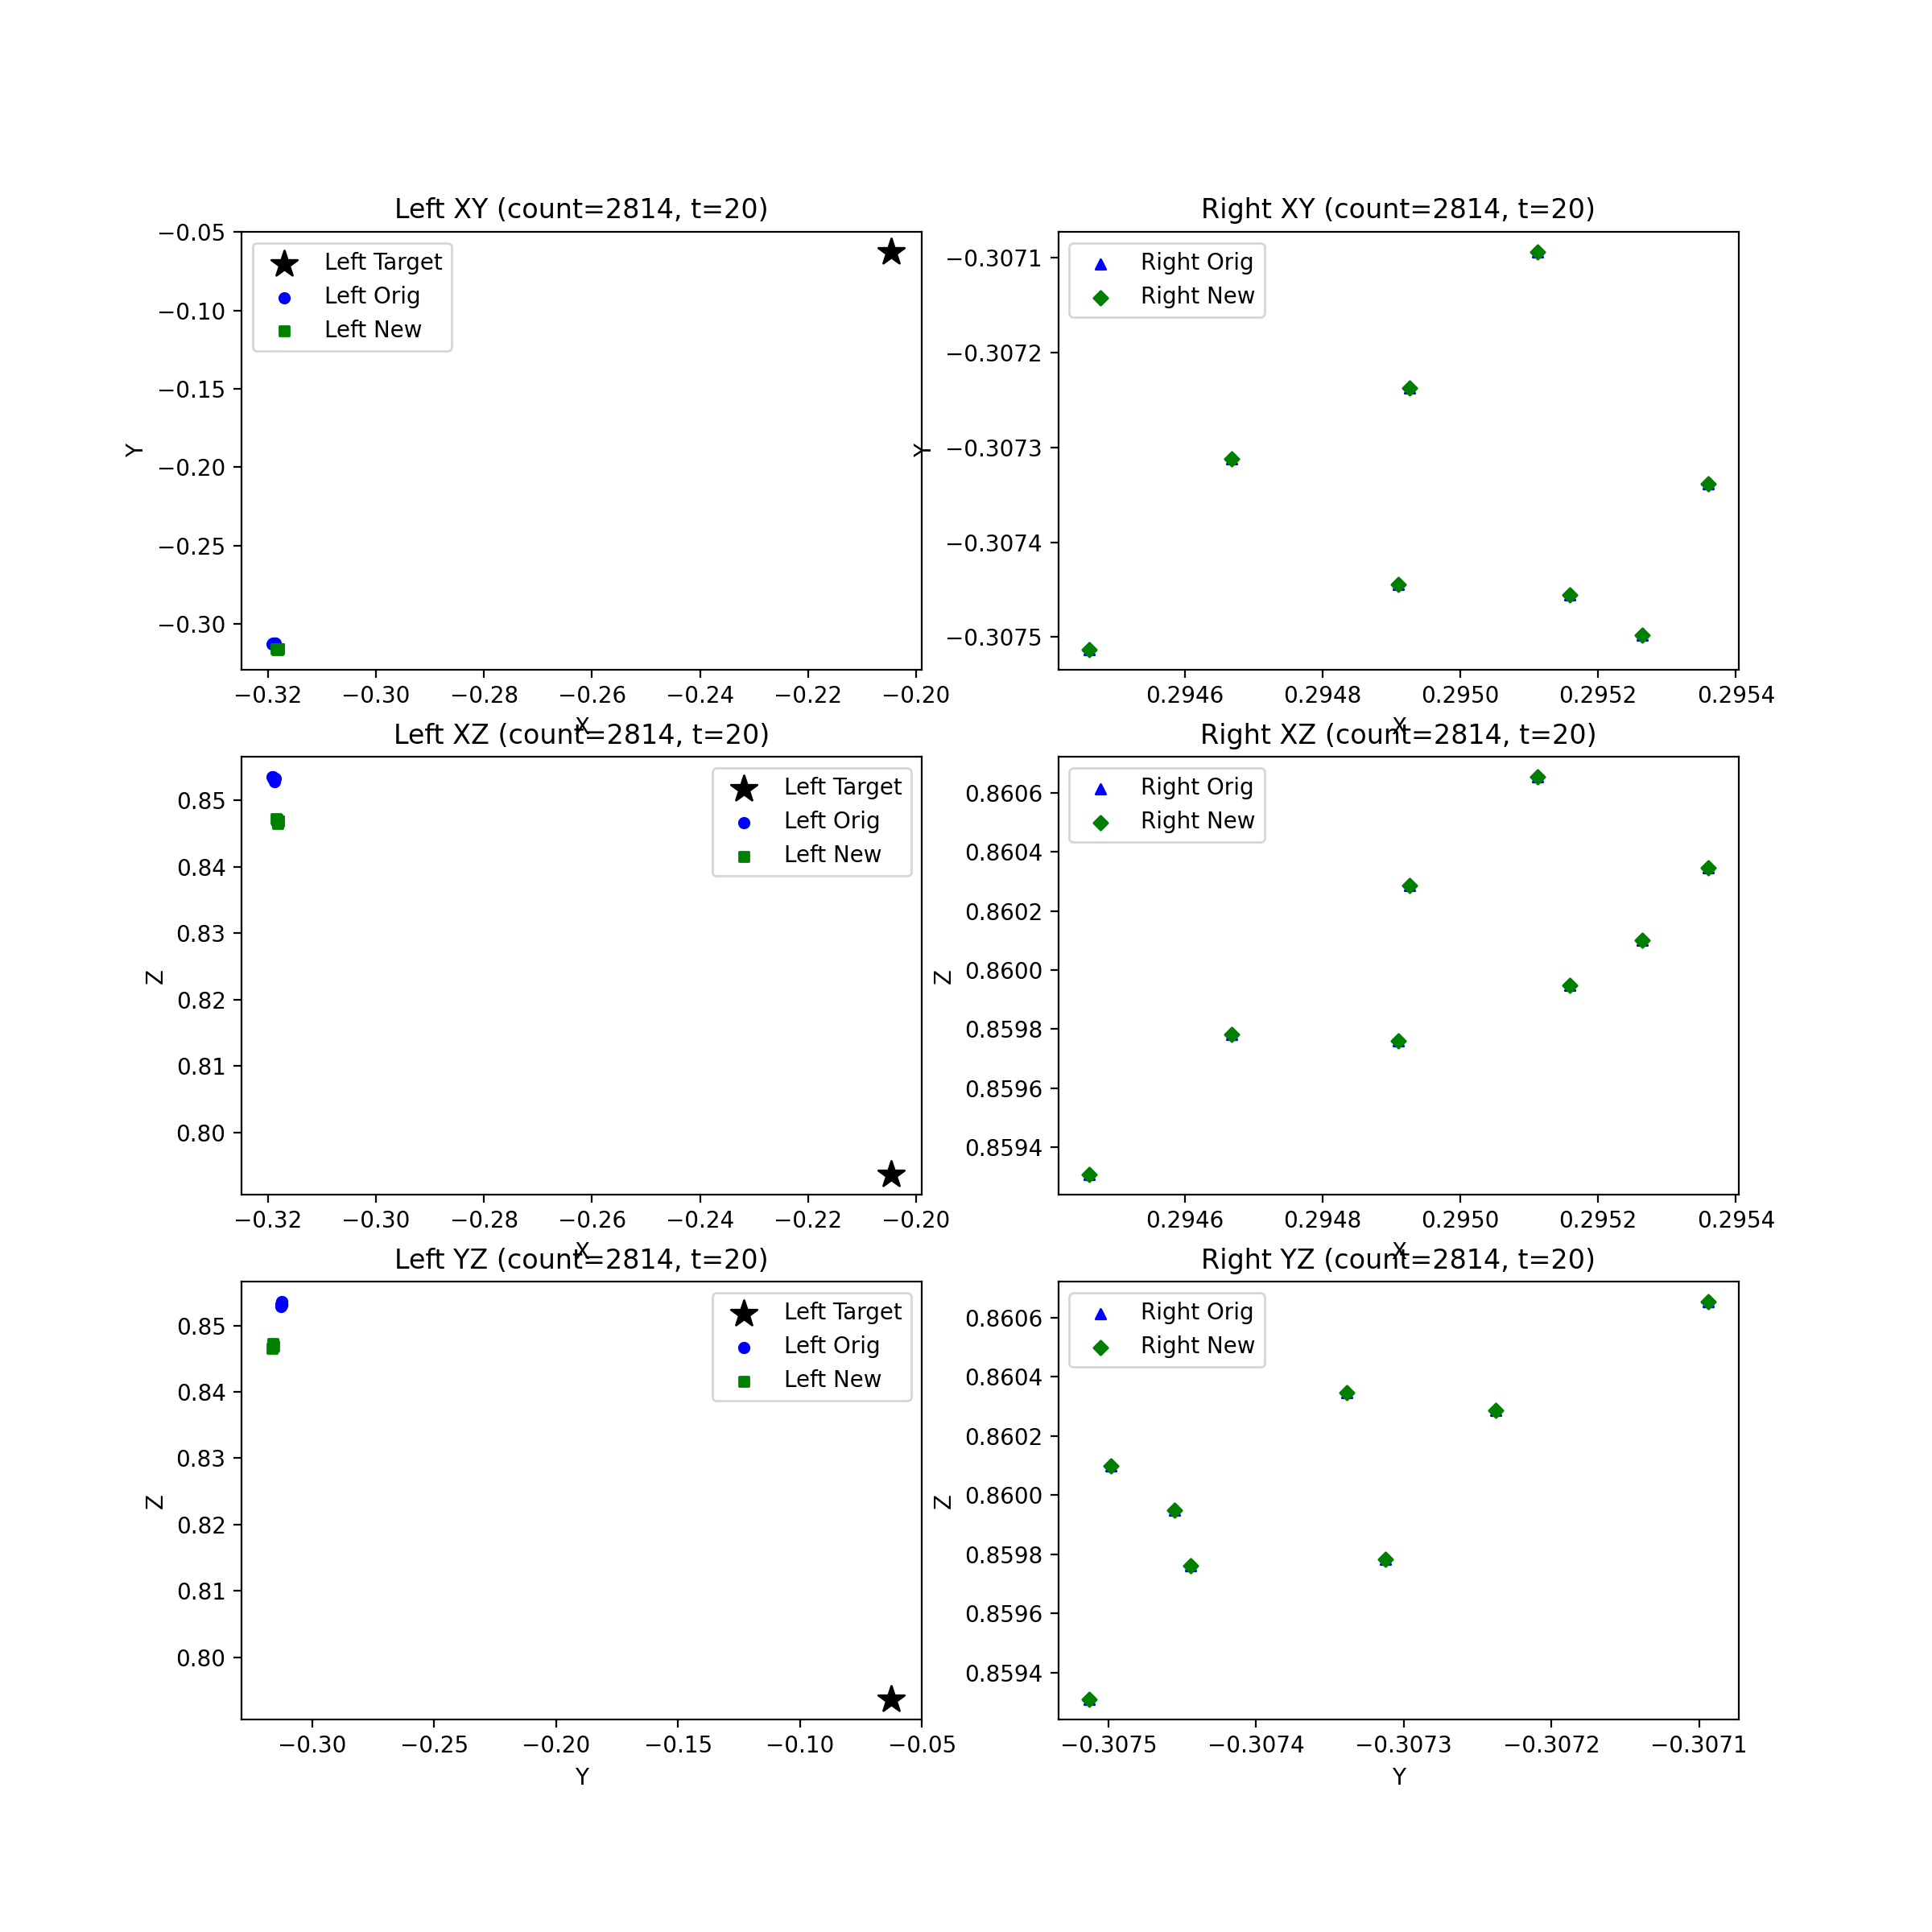 Left XY (count=2814, t=20)
−0.05
−0.10
−0.15
−0.20
−0.25
−0.30
Y
Left Target
Left Orig
Left New
−0.32 −0.30 −0.28 −0.26 −0.24 −0.22 −0.20
X
Right XY (count=2814, t=20)
−0.3071
−0.3072
−0.3073
−0.3074
−0.3075
Y
Right Orig
Right New
0.2946 0.2948 0.2950 0.2952 0.2954
X
Left XZ (count=2814, t=20)
0.85
0.84
0.83
0.82
0.81
0.80
Z
Left Target
Left Orig
Left New
−0.32 −0.30 −0.28 −0.26 −0.24 −0.22 −0.20
X
Right XZ (count=2814, t=20)
0.8606
0.8604
0.8602
0.8600
0.8598
0.8596
0.8594
Z
Right Orig
Right New
0.2946 0.2948 0.2950 0.2952 0.2954
X
Left YZ (count=2814, t=20)
0.85
0.84
0.83
0.82
0.81
0.80
Z
Left Target
Left Orig
Left New
−0.30 −0.25 −0.20 −0.15 −0.10 −0.05
Y
Right YZ (count=2814, t=20)
0.8606
0.8604
0.8602
0.8600
0.8598
0.8596
0.8594
Z
Right Orig
Right New
−0.3075 −0.3074 −0.3073 −0.3072 −0.3071
Y